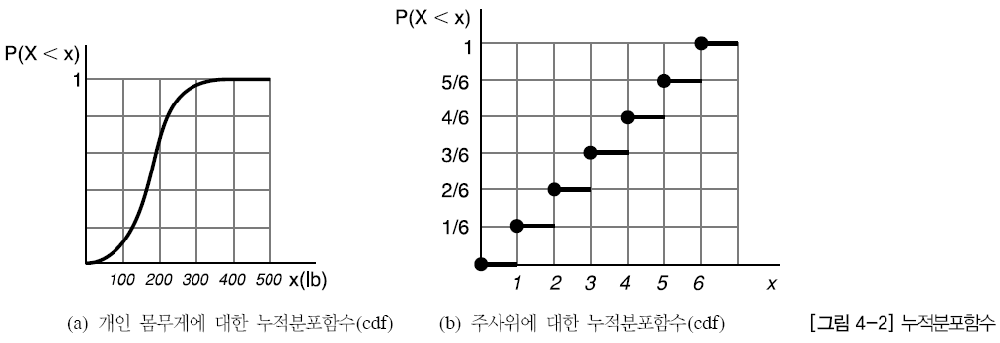 P(X < x)
1
100 200 300 400 500 x(lb)
(a) 개인 몸무게에 대한 누적분포함수(cdf)
P(X < x)
1
5/6
4/6
3/6
2/6
1/6
1 2 3 4 5 6 x
(b) 주사위에 대한 누적분포함수(cdf)
[그림 4-2] 누적분포함수